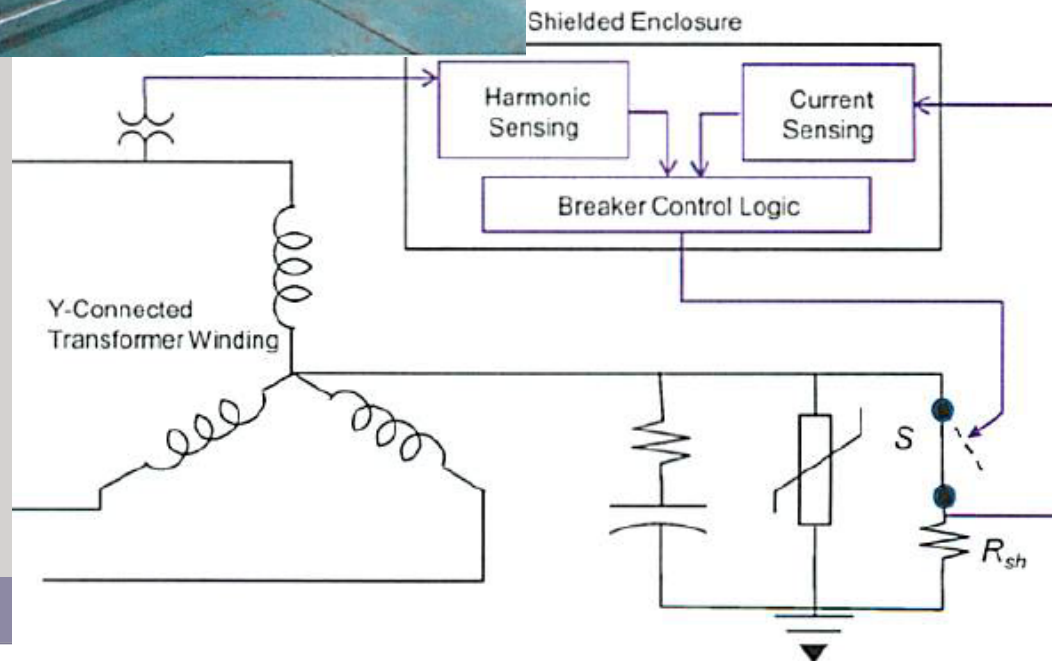 Shielded Enclosure
Harmonic
Sensing
Current
Sensing
Breaker Control Logic
Y-Connected
Transformer Winding
S
Rsh